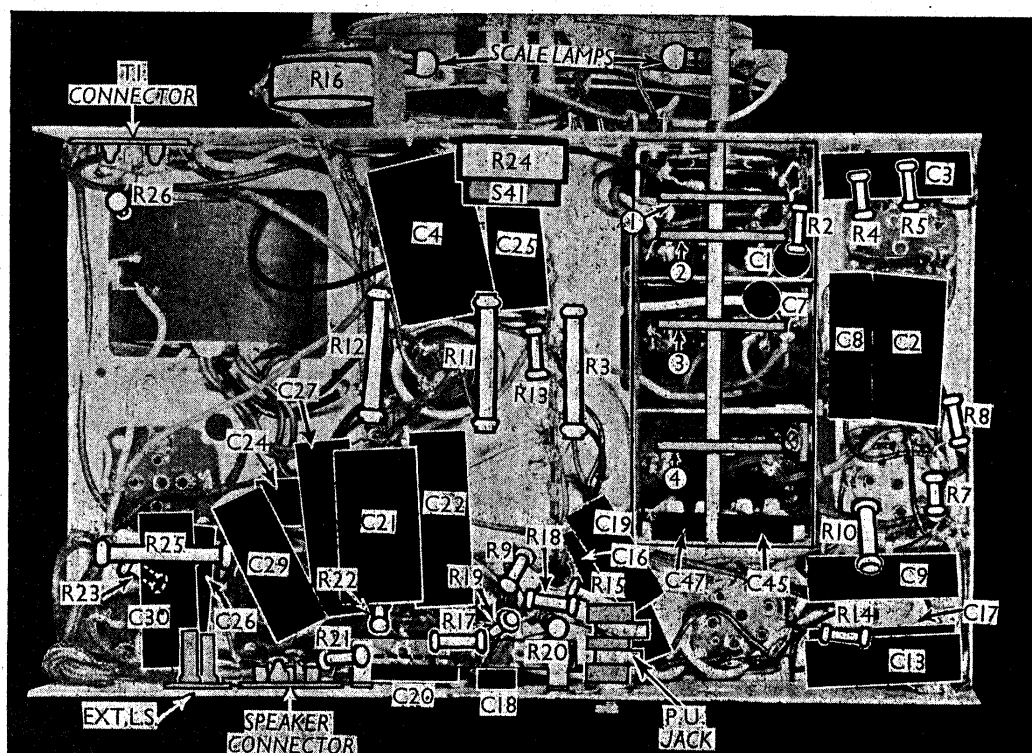 SCALE LAMPS
R16
T1
CONNECTOR
R24
S41
C3
R26
R4
R5
R2
1
C4
C25
2
C1
C7
R12
R11
R13
R3
3
C8
C2
C27
R8
C24
4
R7
C21
C22
C19
R10
R25
C29
R9
R18
C16
R22
R19
R15
C47
C45
C9
R23
C30
C26
R17
R14
C17
R21
R20
C13
C20
C18
EXT. L.S.
SPEAKER
CONNECTOR
P.U.
JACK